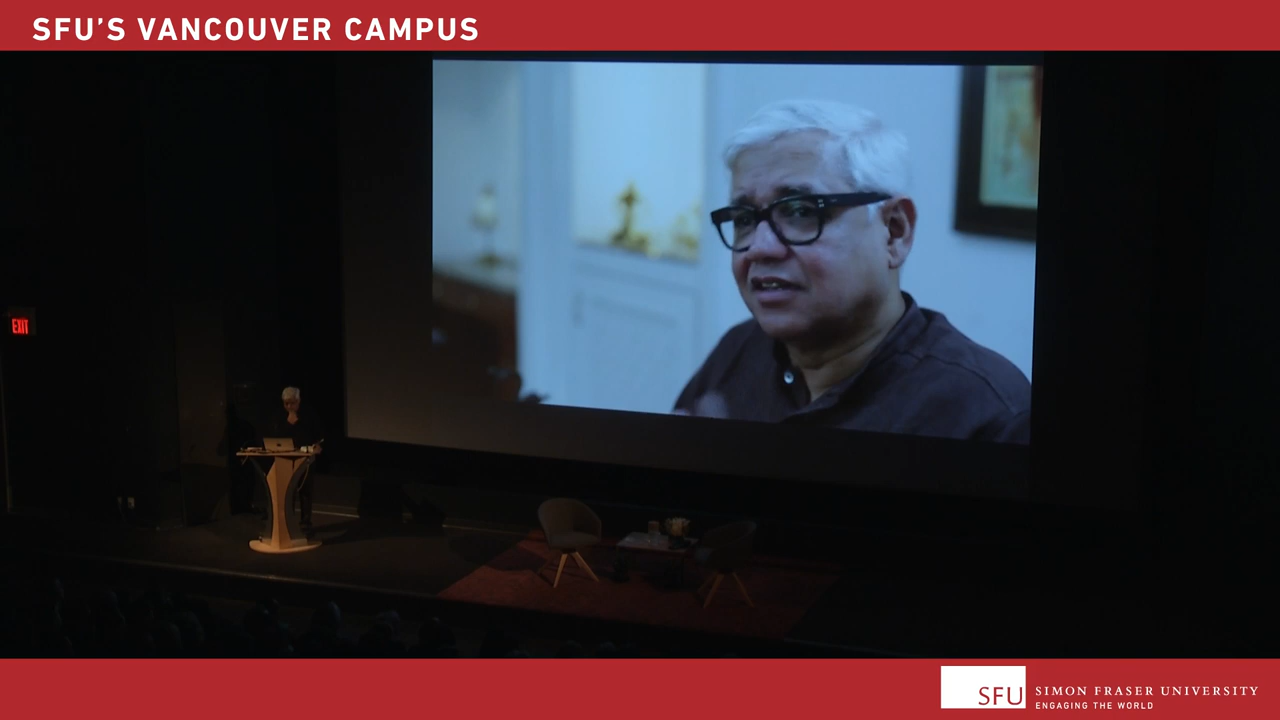 SFU'S VANCOUVER CAMPUS
EXIT
SFU
SIMON FRASER UNIVERSITY
ENGAGING THE WORLD